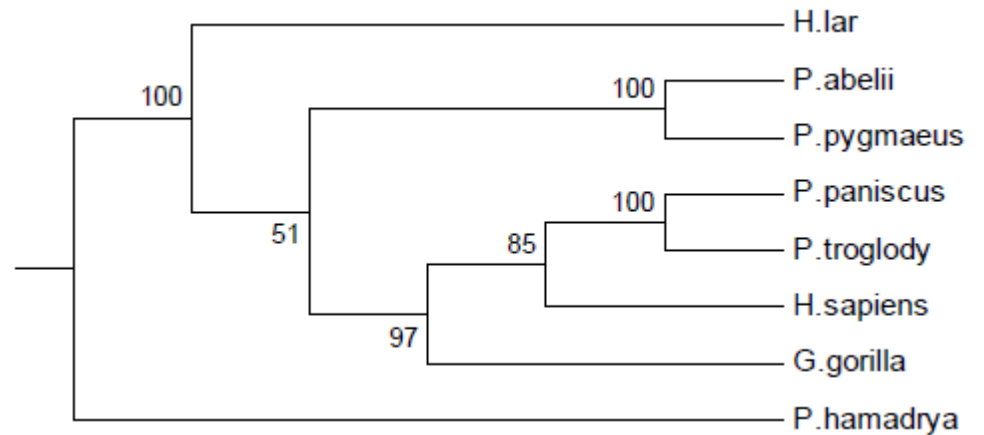 H.lar
100
P.abelii
100
P.pygmaeus
P.paniscus
100
51
85
P.troglody
H.sapiens
97
G.gorilla
P.hamadrya